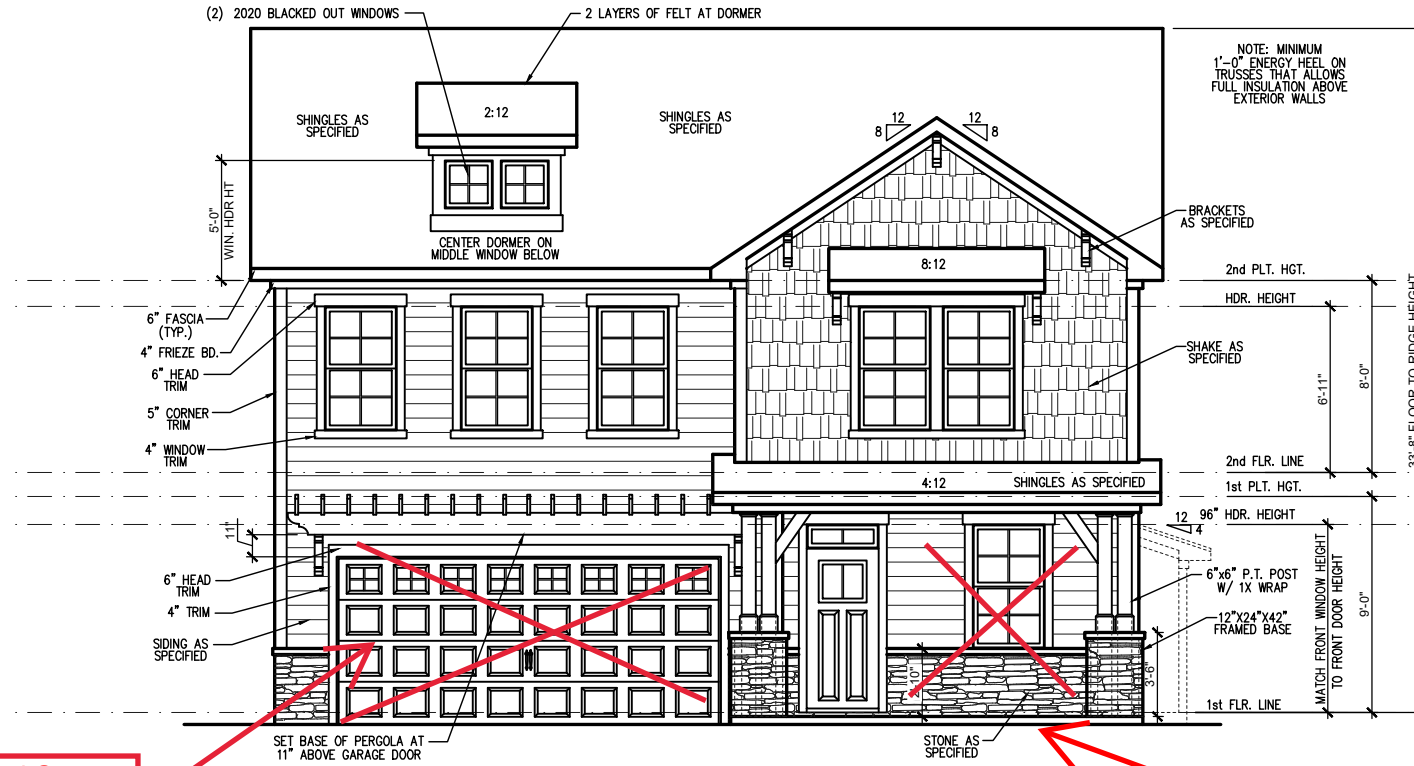 (2) 2020 BLACKED OUT WINDOWS
2 LAYERS OF FELT AT DORMER
NOTE: MINIMUM
1'-0" ENERGY HEEL ON
TRUSSES THAT ALLOWS
FULL INSULATION ABOVE
EXTERIOR WALLS
2:12
SHINGLES AS
SPECIFIED
SHINGLES AS
SPECIFIED
12
8
12
8
5'-0"
WIN. HDR HT
CENTER DORMER ON
MIDDLE WINDOW BELOW
BRACKETS
AS SPECIFIED
8:12
2nd PLT. HGT.
HDR. HEIGHT
6" FASCIA
(TYP.)
4" FRIEZE BD.
6" HEAD
TRIM
5" CORNER
TRIM
4" WINDOW
TRIM
SHAKE AS
SPECIFIED
6'-11"
8'-0"
33'-8" FLOOR TO RIDGE HEIGHT
2nd FLR. LINE
4:12
SHINGLES AS SPECIFIED
1st PLT. HGT.
96" HDR. HEIGHT
12
4
11"
6" HEAD
TRIM
4" TRIM
SIDING AS
SPECIFIED
6"x6" P.T. POST
W/ 1X WRAP
12"X24"X42"
FRAMED BASE
MATCH FRONT WINDOW HEIGHT
TO FRONT DOOR HEIGHT
9'-0"
3'-6"
1st FLR. LINE
SET BASE OF PERGOLA AT
11" ABOVE GARAGE DOOR
STONE AS
SPECIFIED